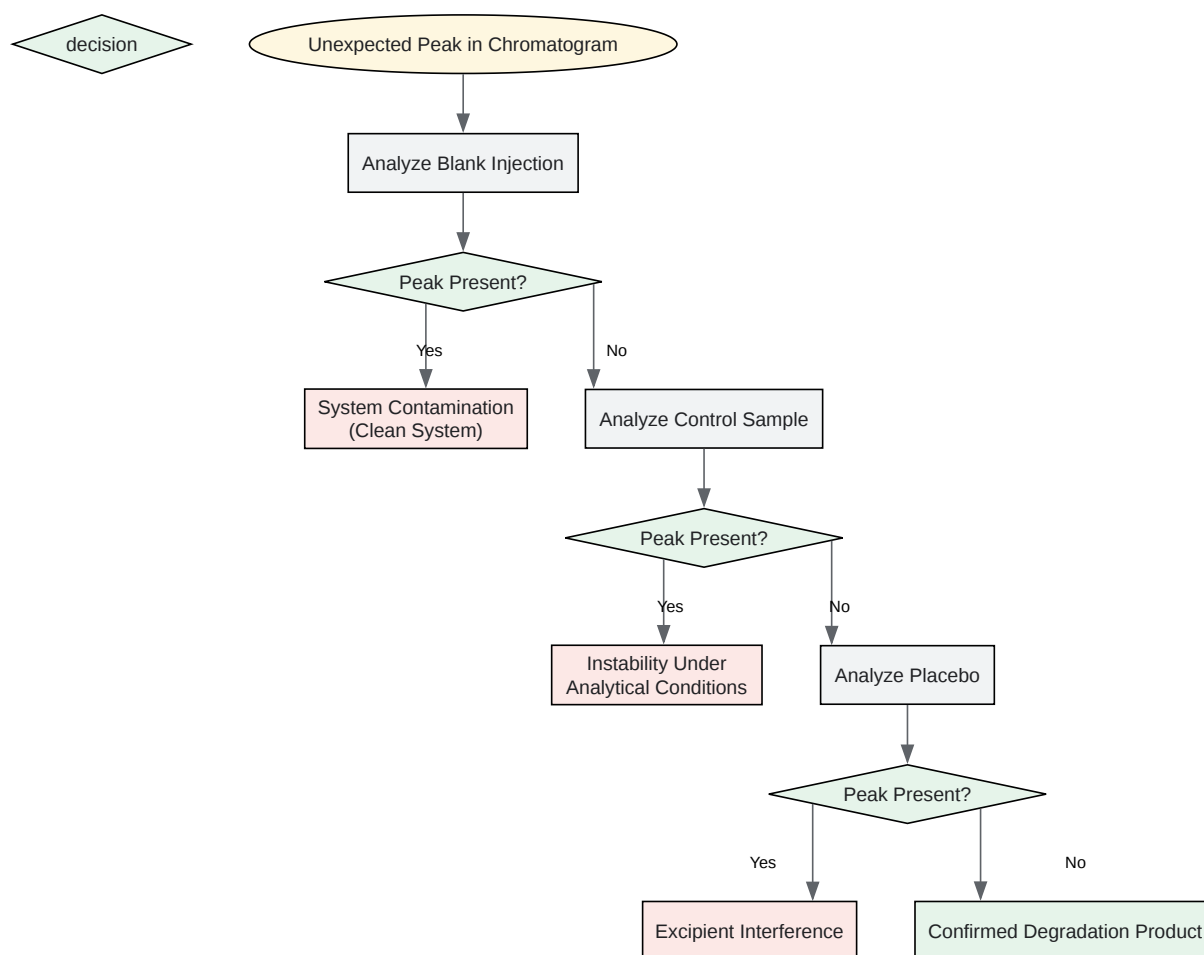 decision
Unexpected Peak in Chromatogram
Analyze Blank Injection
Peak Present?
Yes
No
System Contamination
(Clean System)
Analyze Control Sample
Peak Present?
Yes
No
Instability Under
Analytical Conditions
Analyze Placebo
Peak Present?
Yes
No
Excipient Interference
Confirmed Degradation Product